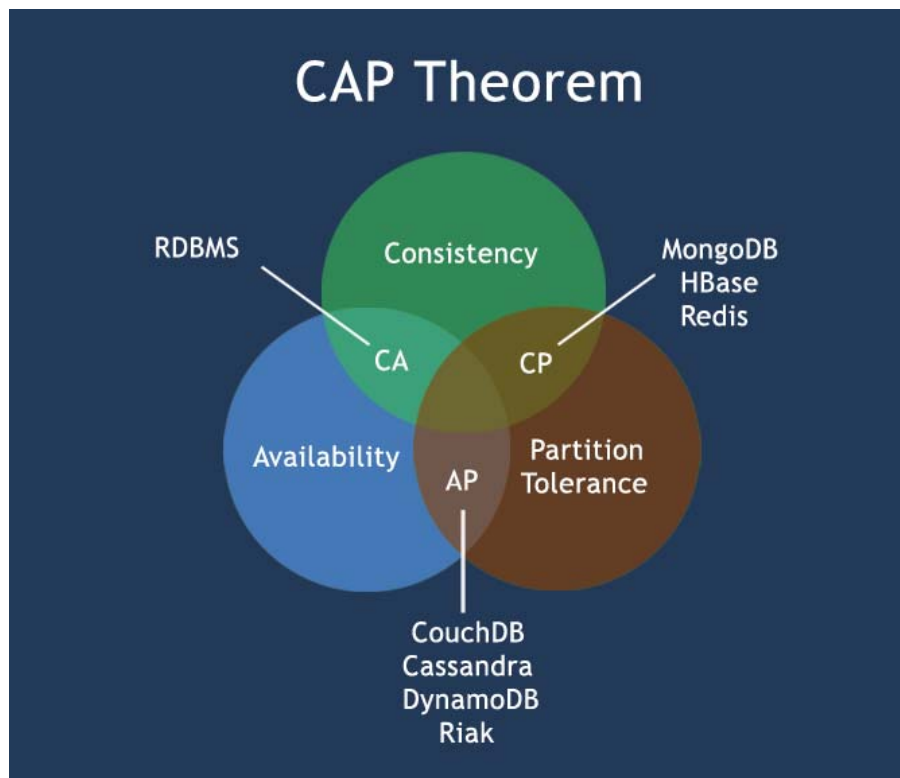 CAP Theorem
RDBMS
Consistency
MongoDB
HBase
Redis
CA
CP
Availability
Partition
Tolerance
AP
CouchDB
Cassandra
DynamoDB
Riak